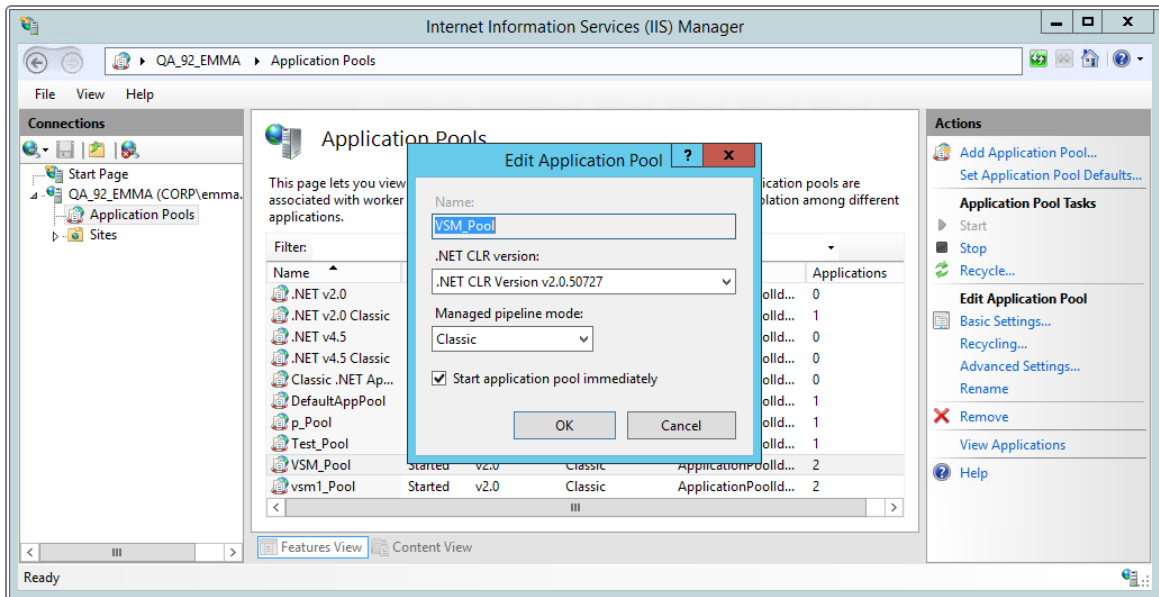 Internet Information Services (IIS) Manager
QA_92_EMMA Application Pools
File View Help
Connections
Start Page
QA_92_EMMA (CORP\emma.
Application Pools
Sites
Application Pools
This page lets you view
ication pools are
associated with worker
olation among different
applications.
Filter:
Name Applications
.NET v2.0 olld... 0
.NET v2.0 Classic olld... 1
.NET v4.5 olld... 0
.NET v4.5 Classic olld... 0
Classic .NET Ap... olld... 0
DefaultAppPool olld... 1
p_Pool olld... 1
Test_Pool olld... 1
VSM_Pool Started v2.0 Classic ApplicationPoolId... 2
vsm1_Pool Started v2.0 Classic ApplicationPoolId... 2
Features View Content View
Edit Application Pool ? x
Name:
VSM_Pool
.NET CLR version:
.NET CLR Version v2.0.50727
Managed pipeline mode:
Classic
Start application pool immediately
OK Cancel
Actions
Add Application Pool...
Set Application Pool Defaults...
Application Pool Tasks
Start
Stop
Recycle...
Edit Application Pool
Basic Settings...
Recycling...
Advanced Settings...
Rename
Remove
View Applications
Help
Ready